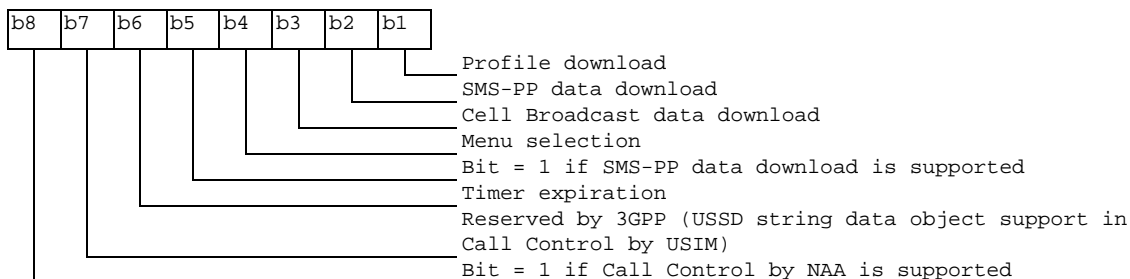 b8 b7 b6 b5 b4 b3 b2 b1
Profile download
SMS-PP data download
Cell Broadcast data download
Menu selection
Bit = 1 if SMS-PP data download is supported
Timer expiration
Reserved by 3GPP (USSD string data object support in
Call Control by USIM)
Bit = 1 if Call Control by NAA is supported